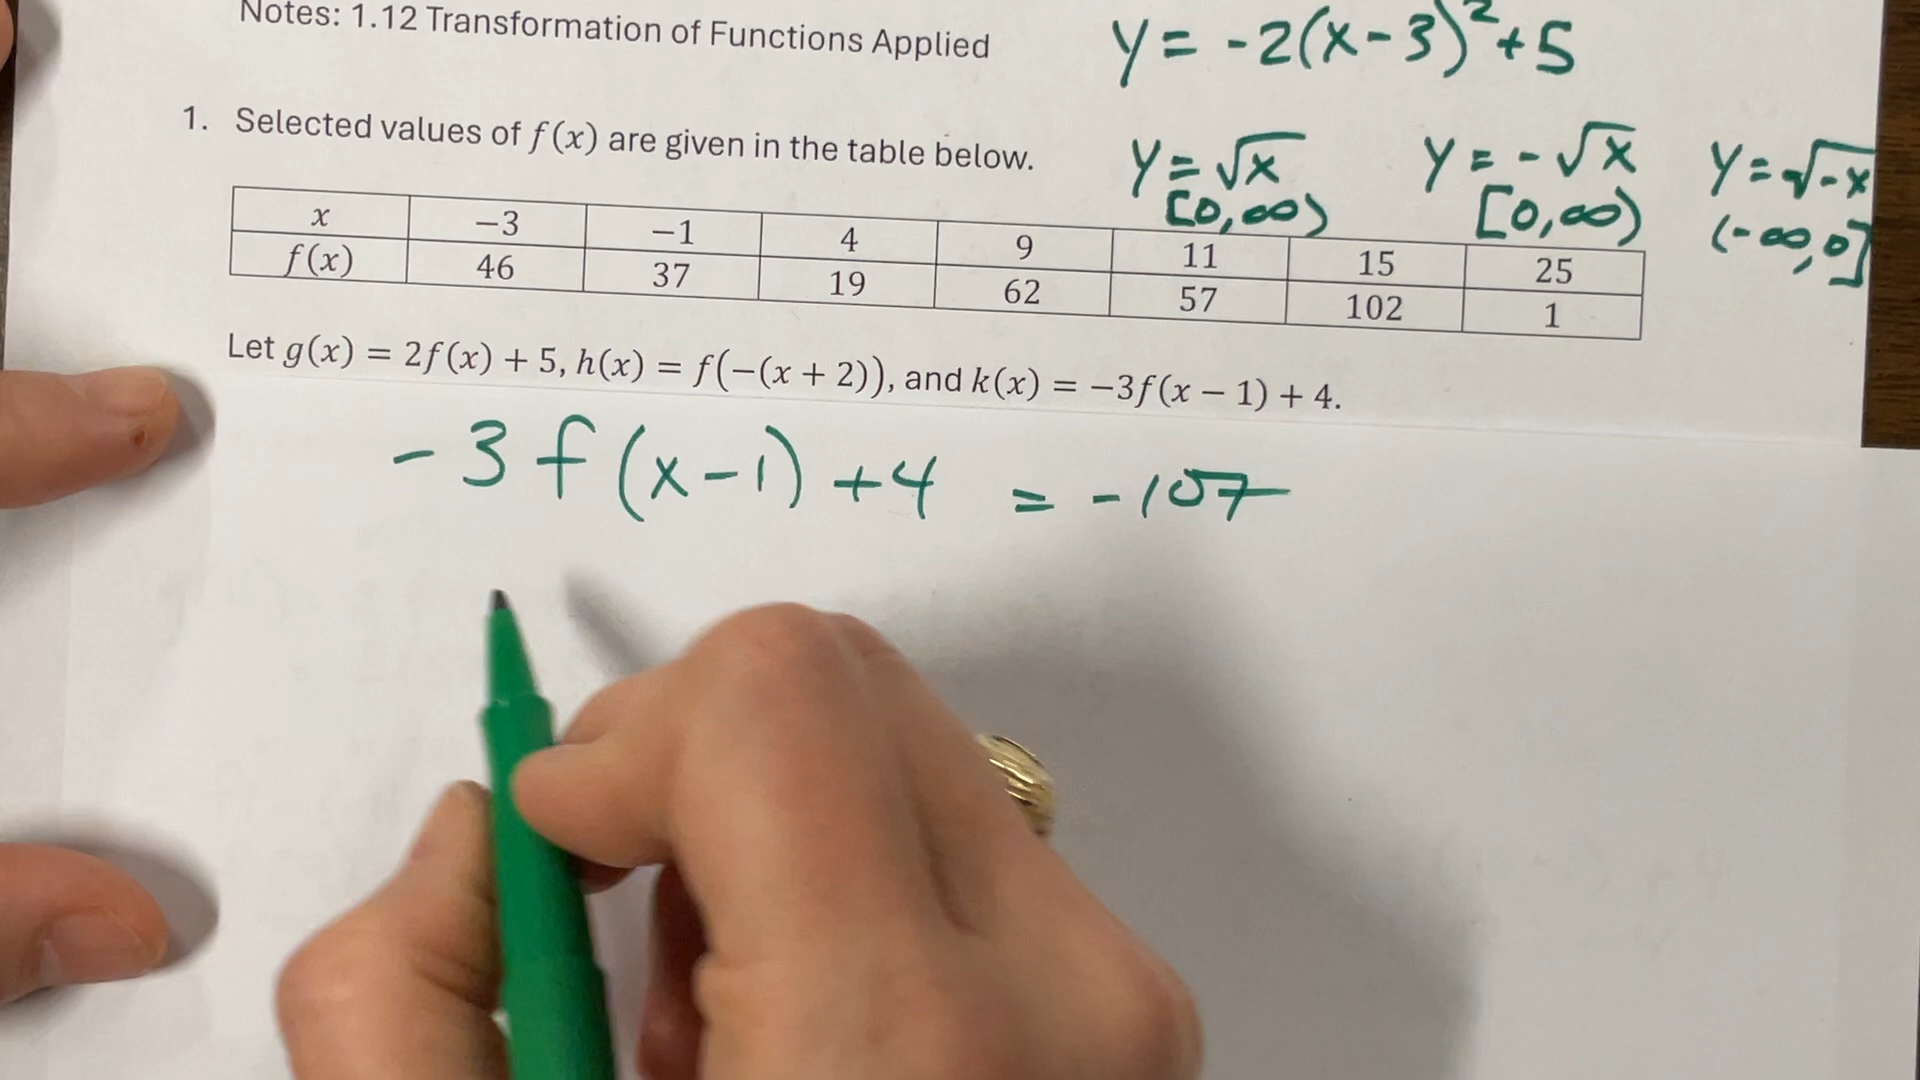 Notes: 1.12 Transformation of Functions Applied
y = -2(x-3)²+5
1. Selected values of f(x) are given in the table below.
y = √x y = -√x y = √-x
[0,∞) [0,∞) (-∞,0]
x −3 −1 4 9 11 15 25
f(x) 46 37 19 62 57 102 1
Let g(x) = 2f(x) + 5, h(x) = f(−(x + 2)), and k(x) = −3f(x − 1) + 4.
-3 f (x-1) +4 = -107